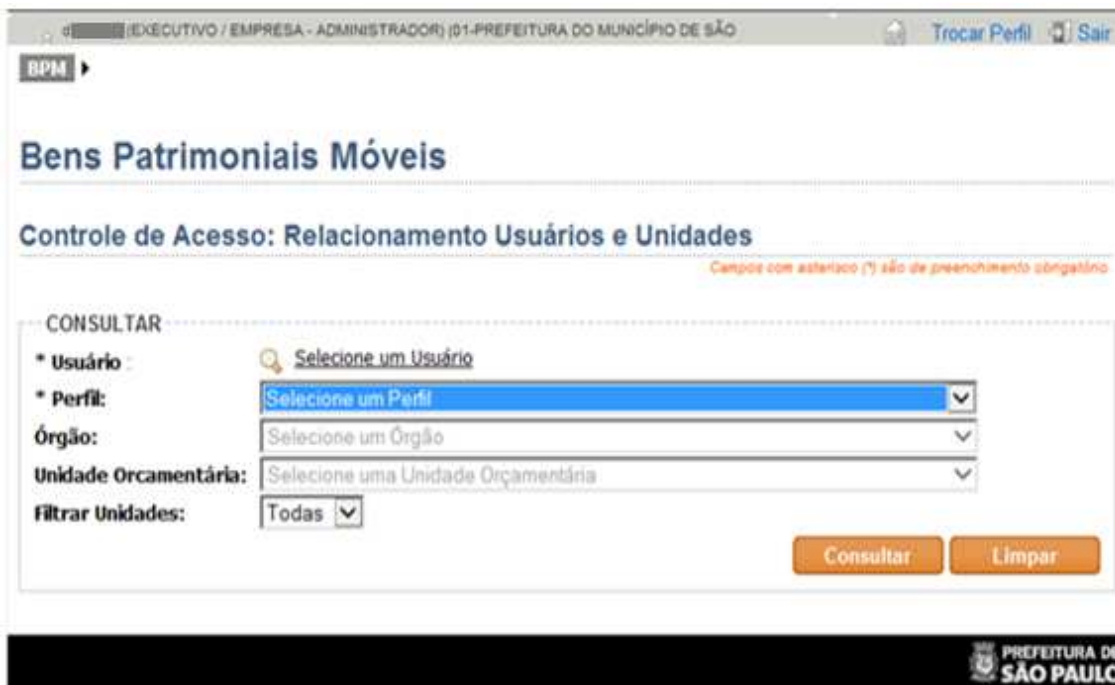 (EXECUTIVO / EMPRESA - ADMINISTRADOR) (01-PREFEITURA DO MUNICÍPIO DE SÃO
Trocar Perfil Sair
BPM
Bens Patrimoniais Móveis
Controle de Acesso: Relacionamento Usuários e Unidades
Campos com asterisco (*) são de preenchimento obrigatório
CONSULTAR
* Usuário : Selecione um Usuário
* Perfil: Selecione um Perfil
Órgão: Selecione um Órgão
Unidade Orcamentária: Selecione uma Unidade Orçamentária
Filtrar Unidades: Todas
Consultar Limpar
PREFEITURA DE
SÃO PAULO